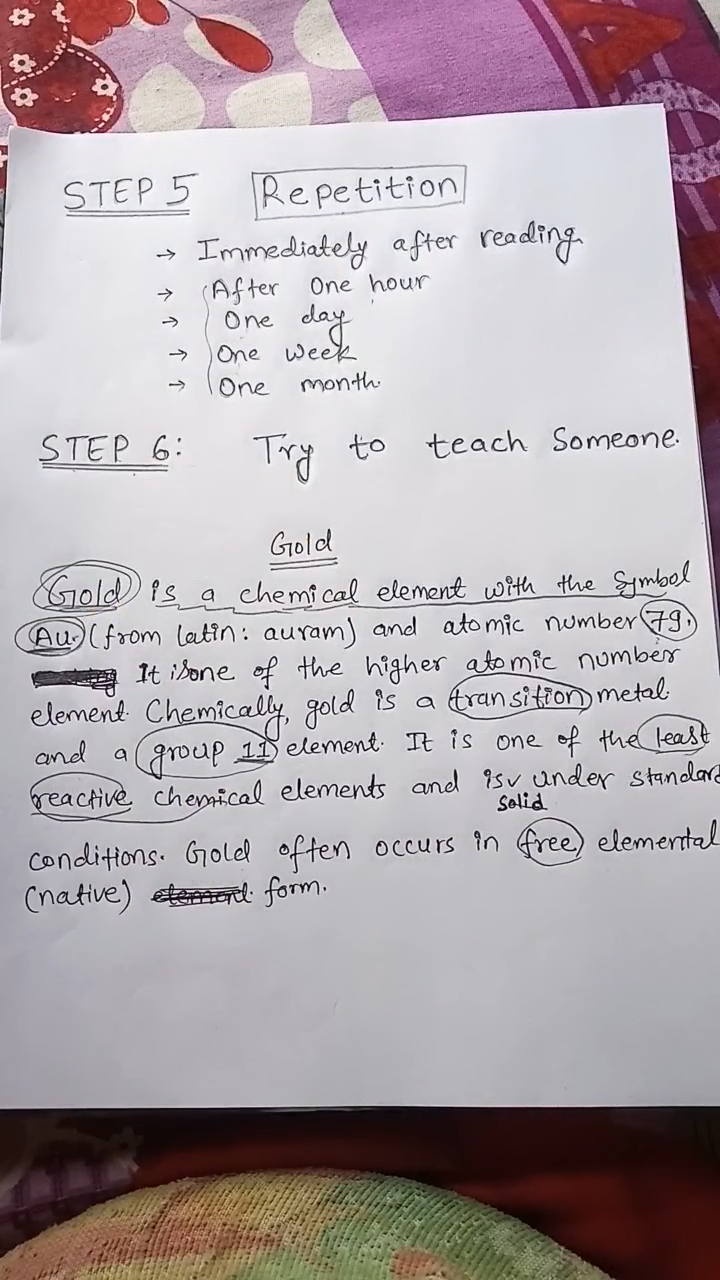 STEP 5 Repetition
→ Immediately after reading.
→ After One hour
→ One day
→ One week
→ One month.
STEP 6: Try to teach Someone.
Gold
Gold is a chemical element with the Symbol
Au. (from latin: auram) and atomic number 79.
It is one of the higher atomic number
element. Chemically, gold is a transition metal.
and a group 11 element. It is one of the least
reactive chemical elements and is solid under standard
conditions. Gold often occurs in free elemental
(native) form.